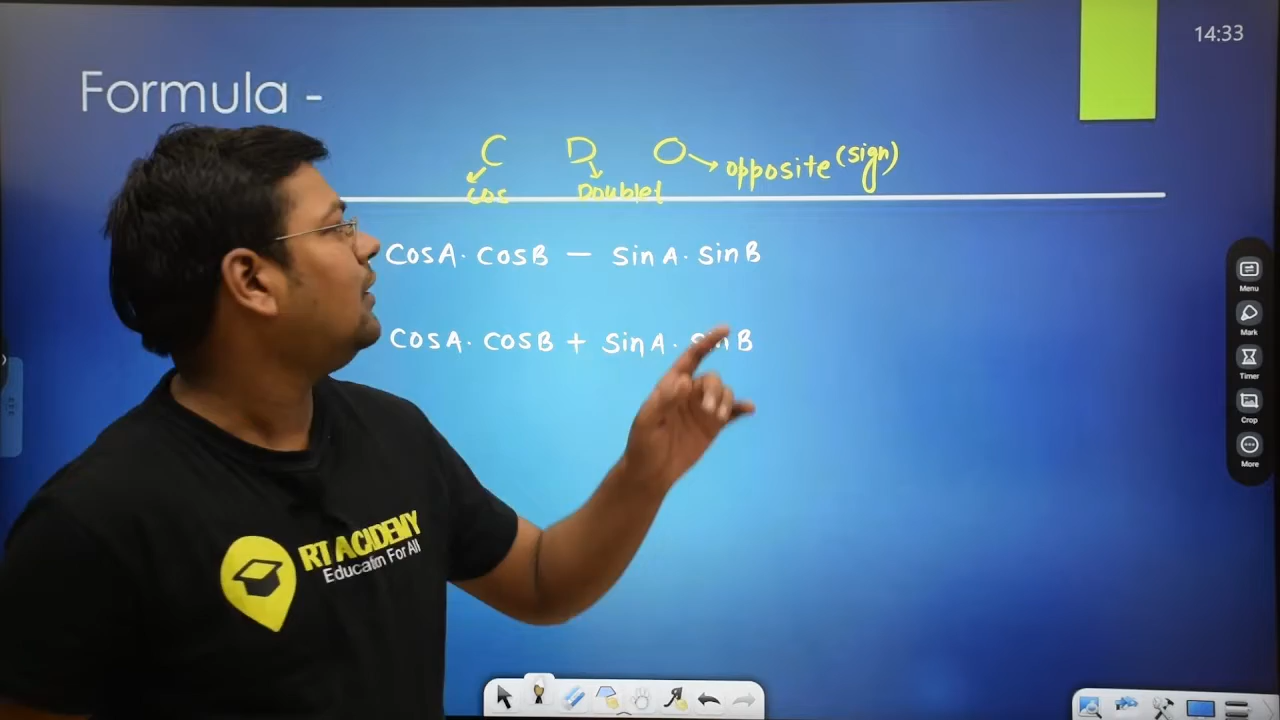 14:33
Formula -
C D O → opposite (sign)
cos Doublet
cosA. cosB — sinA. sinB
cosA. cosB + sinA. sinB
Menu
Mark
Timer
Crop
More
RT ACADEMY
Education For All